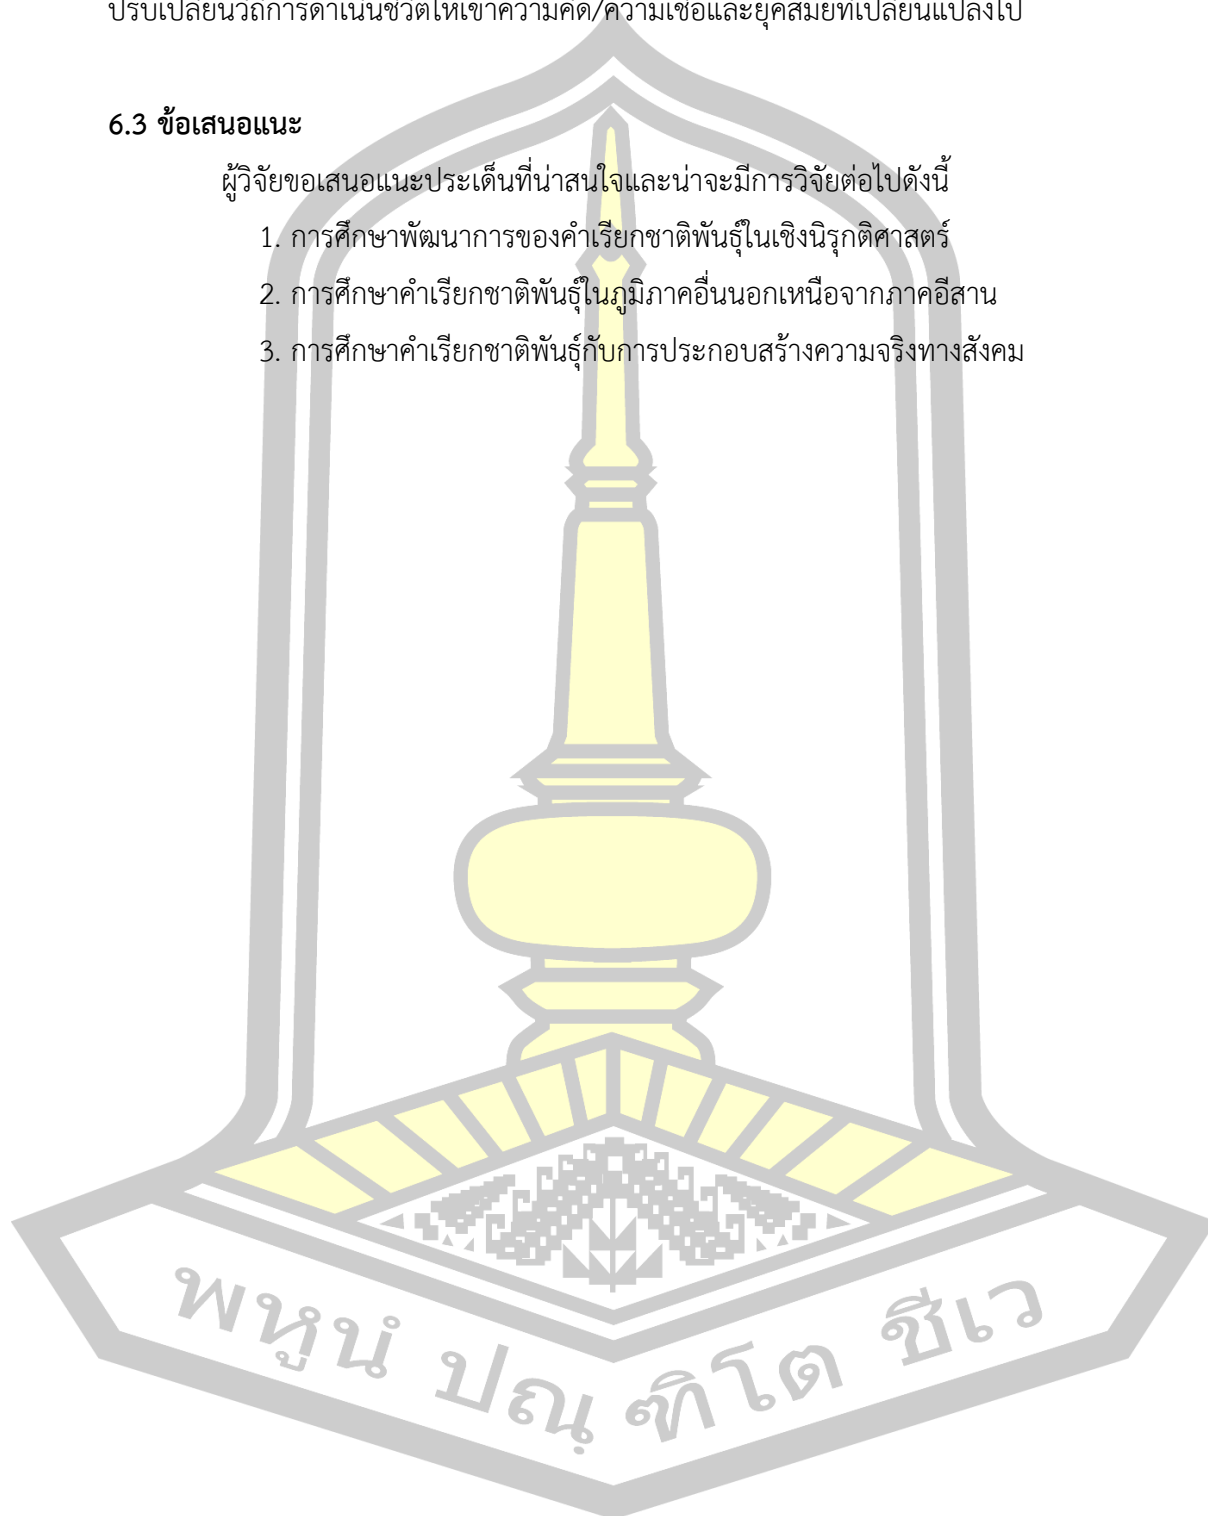 ปรับเปลี่ยนวิถีการดำเนินชีวิตให้เข้าความคิด/ความเชื่อและยุคสมัยที่เปลี่ยนแปลงไป
6.3 ข้อเสนอแนะ
ผู้วิจัยขอเสนอแนะประเด็นที่น่าสนใจและน่าจะมีการวิจัยต่อไปดังนี้
1. การศึกษาพัฒนาการของคำเรียกชาติพันธุ์ในเชิงนิรุกติศาสตร์
2. การศึกษาคำเรียกชาติพันธุ์ในภูมิภาคอื่นนอกเหนือจากภาคอีสาน
3. การศึกษาคำเรียกชาติพันธุ์กับการประกอบสร้างความจริงทางสังคม
พหูนํ ปณฺฑิโต ชีเว